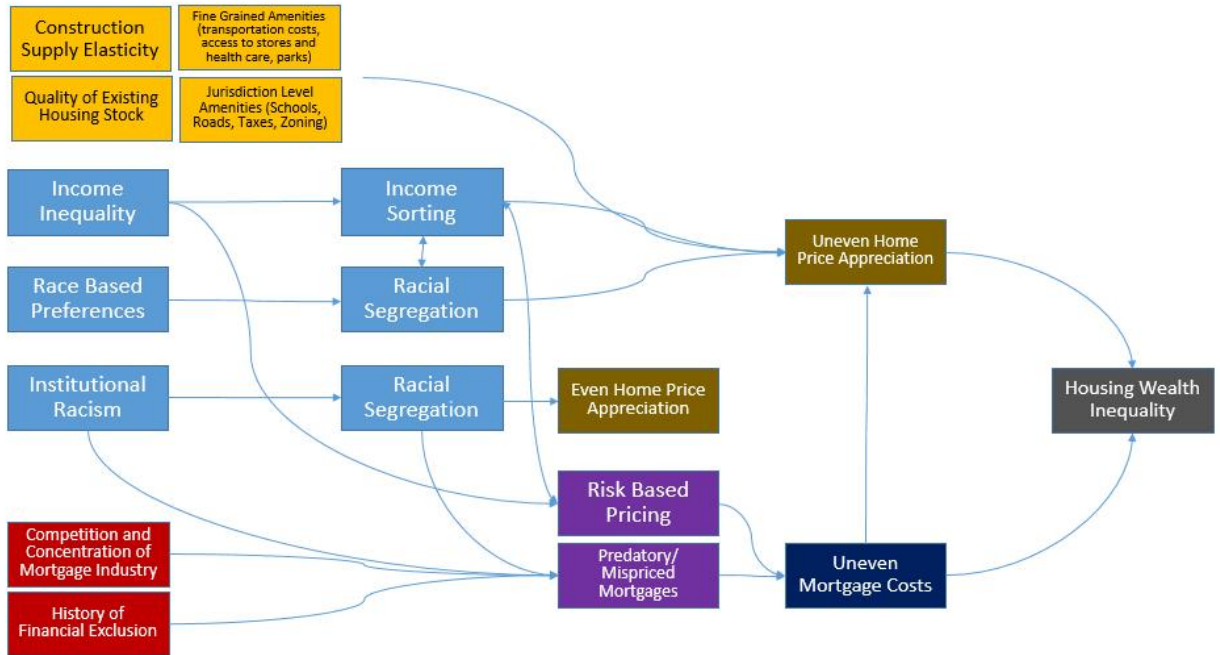 Construction
Supply Elasticity
Fine Grained Amenities
(transportation costs,
access to stores and
health care, parks)
Quality of Existing
Housing Stock
Jurisdiction Level
Amenities (Schools,
Roads, Taxes, Zoning)
Income
Inequality
Income
Sorting
Uneven Home
Price Appreciation
Race Based
Preferences
Racial
Segregation
Institutional
Racism
Racial
Segregation
Even Home Price
Appreciation
Housing Wealth
Inequality
Risk Based
Pricing
Competition and
Concentration of
Mortgage Industry
Predatory/
Mispriced
Mortgages
Uneven
Mortgage Costs
History of
Financial Exclusion